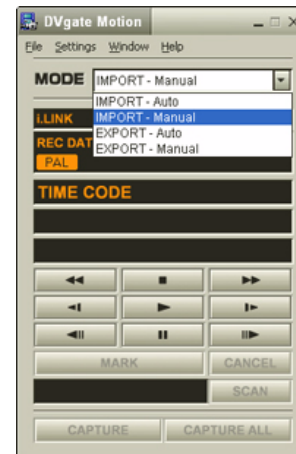 DVgate Motion
File Settings Window Help
MODE IMPORT - Manual
IMPORT - Auto
IMPORT - Manual
EXPORT - Auto
EXPORT - Manual
i.LINK
REC DAT
PAL
TIME CODE
MARK CANCEL
SCAN
CAPTURE CAPTURE ALL